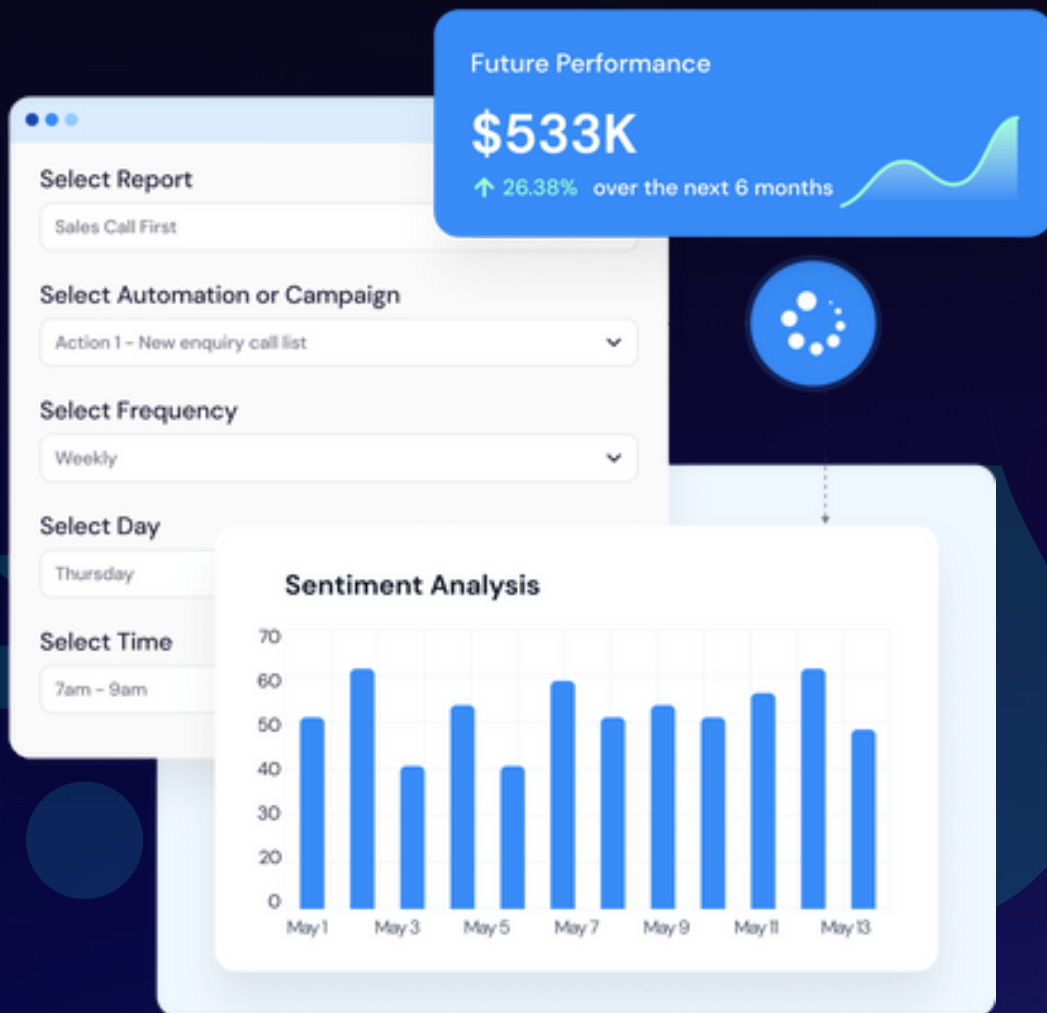 Future Performance
$533K
26.38% over the next 6 months
Select Report
Sales Call First
Select Automation or Campaign
Action 1 - New enquiry call list
Select Frequency
Weekly
Select Day
Thursday
Select Time
7am - 9am
Sentiment Analysis
70
60
50
40
30
20
0
May 1 May 3 May 5 May 7 May 9 May 11 May 13